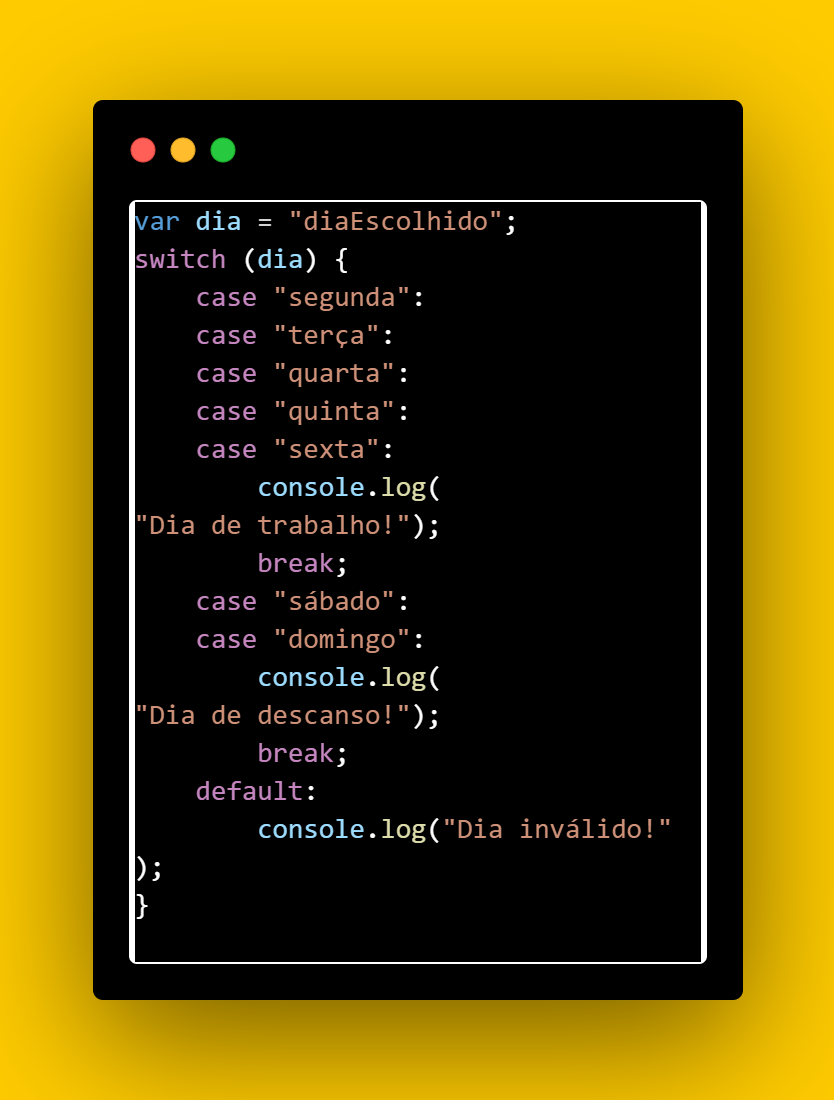 var dia = "diaEscolhido";
switch (dia) {
    case "segunda":
    case "terça":
    case "quarta":
    case "quinta":
    case "sexta":
        console.log(
"Dia de trabalho!");
        break;
    case "sábado":
    case "domingo":
        console.log(
"Dia de descanso!");
        break;
    default:
        console.log("Dia inválido!"
);
}